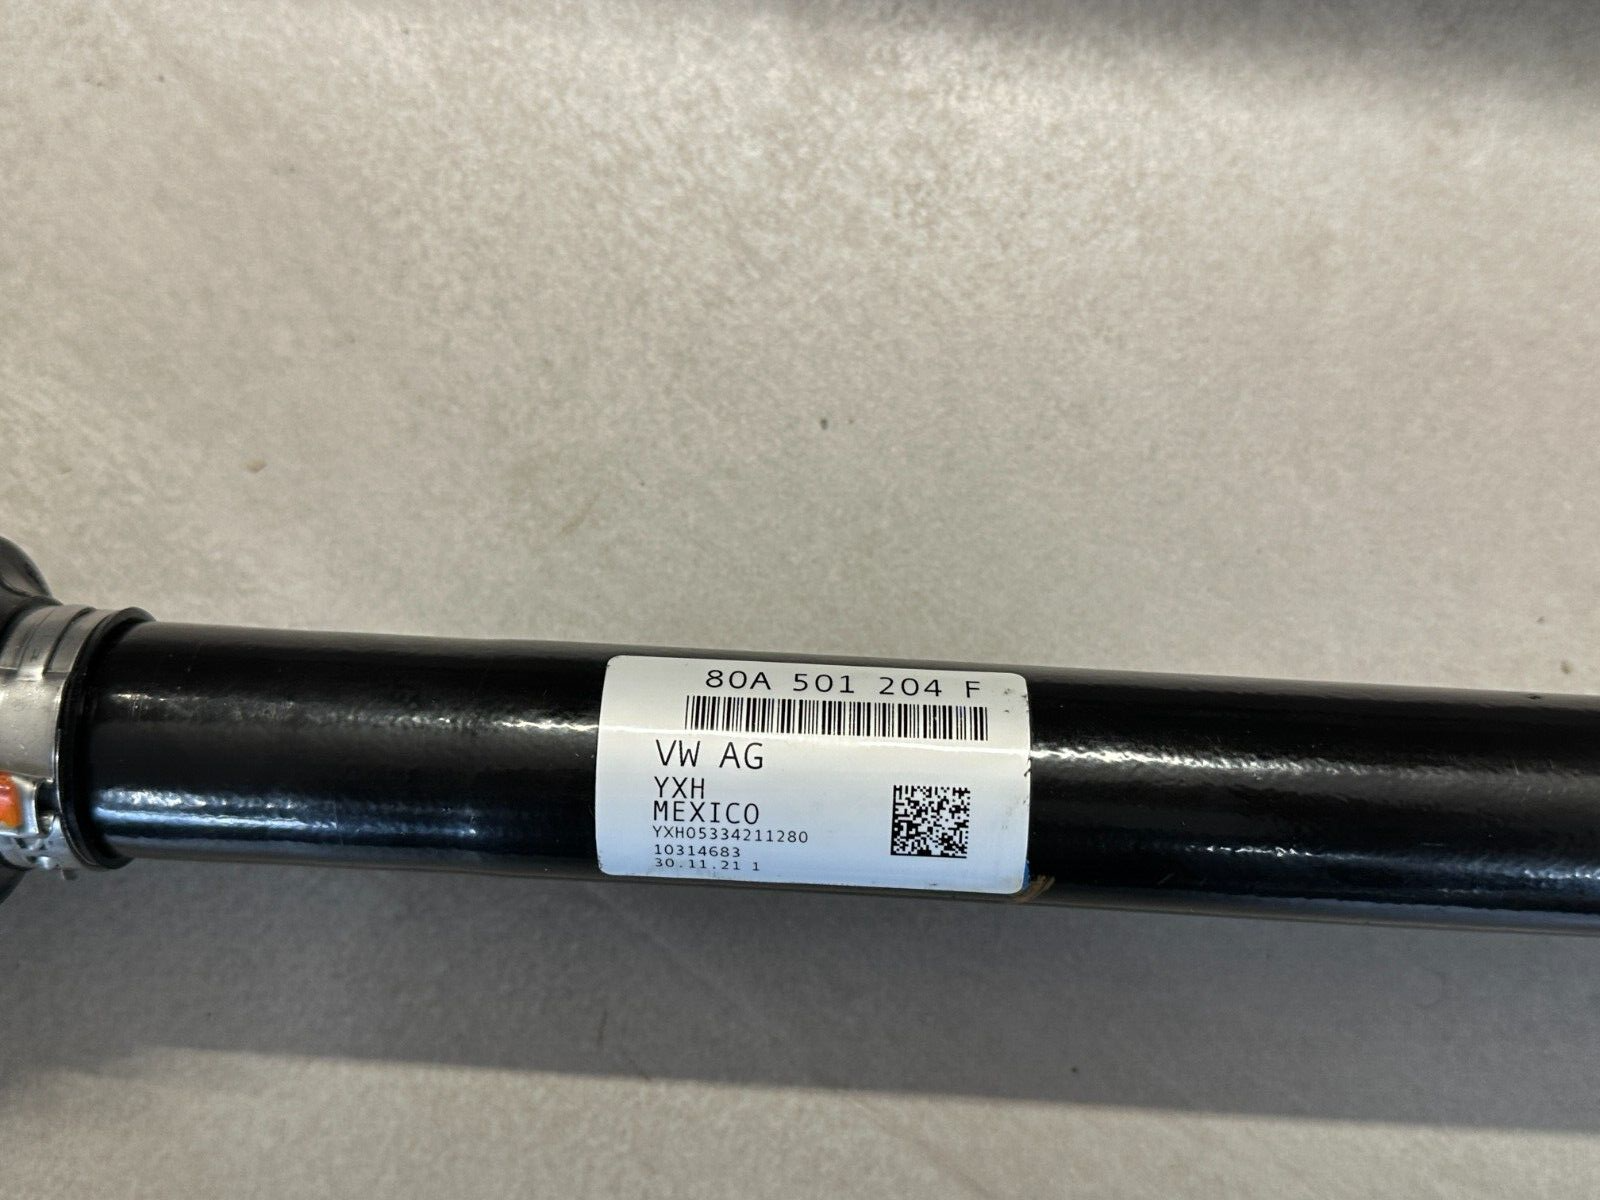 80A 501 204 F
VW AG
YXH
MEXICO
YXH05334211280
10314683
30.11.21 1